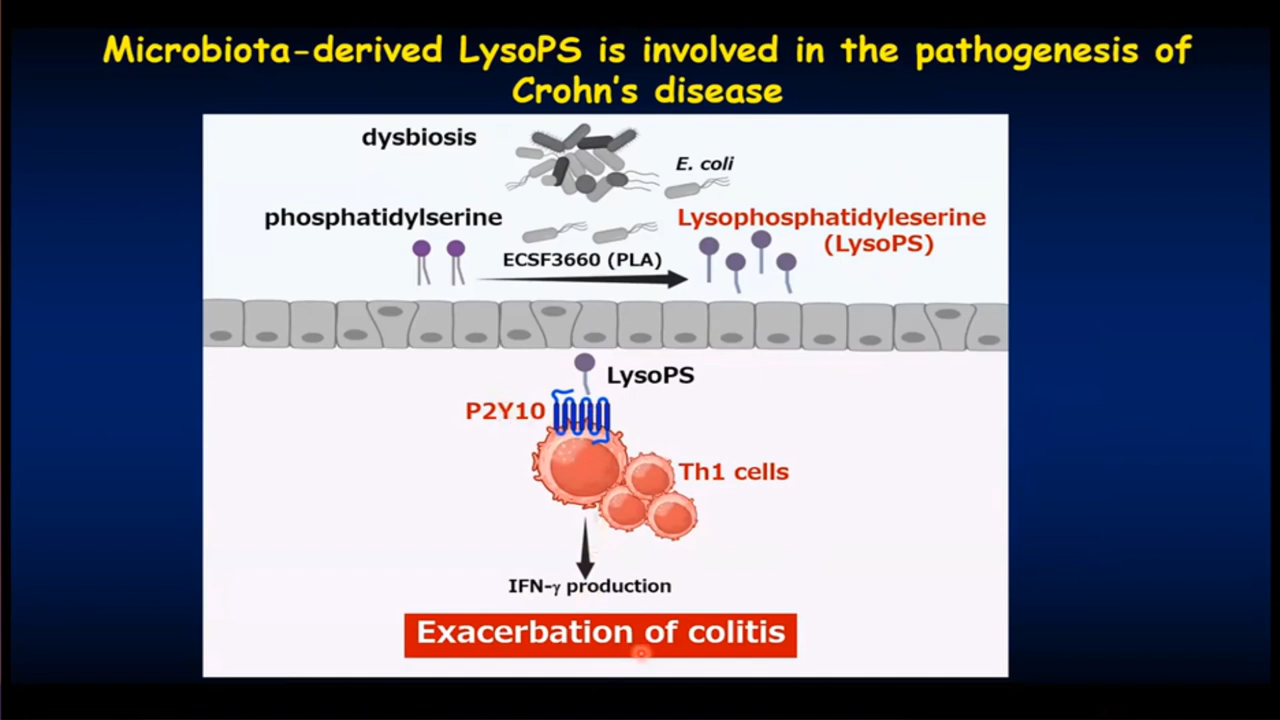 Microbiota-derived LysoPS is involved in the pathogenesis of
Crohn's disease
dysbiosis
E. coli
phosphatidylserine
Lysophosphatidyleserine
(LysoPS)
ECSF3660 (PLA)
LysoPS
P2Y10
Th1 cells
IFN-γ production
Exacerbation of colitis